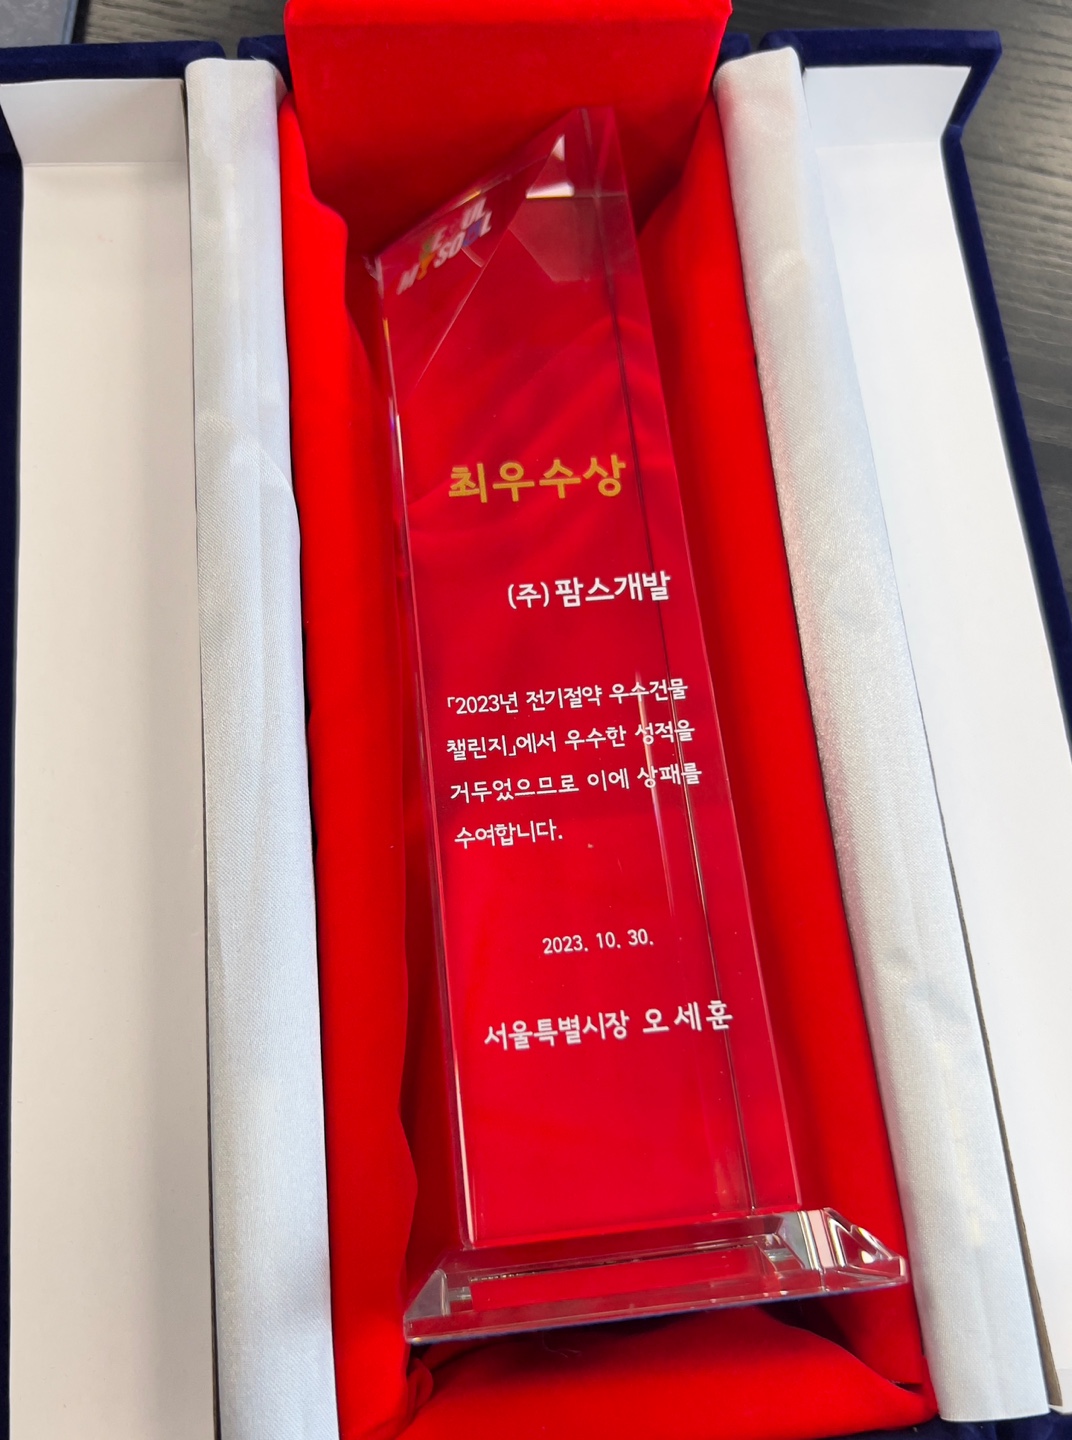 SEOUL
MY SOUL
최우수상
(주)팜스개발
「2023년 전기절약 우수건물
챌린지」에서 우수한 성적을
거두었으므로 이에 상패를
수여합니다.
2023. 10. 30.
서울특별시장 오세훈